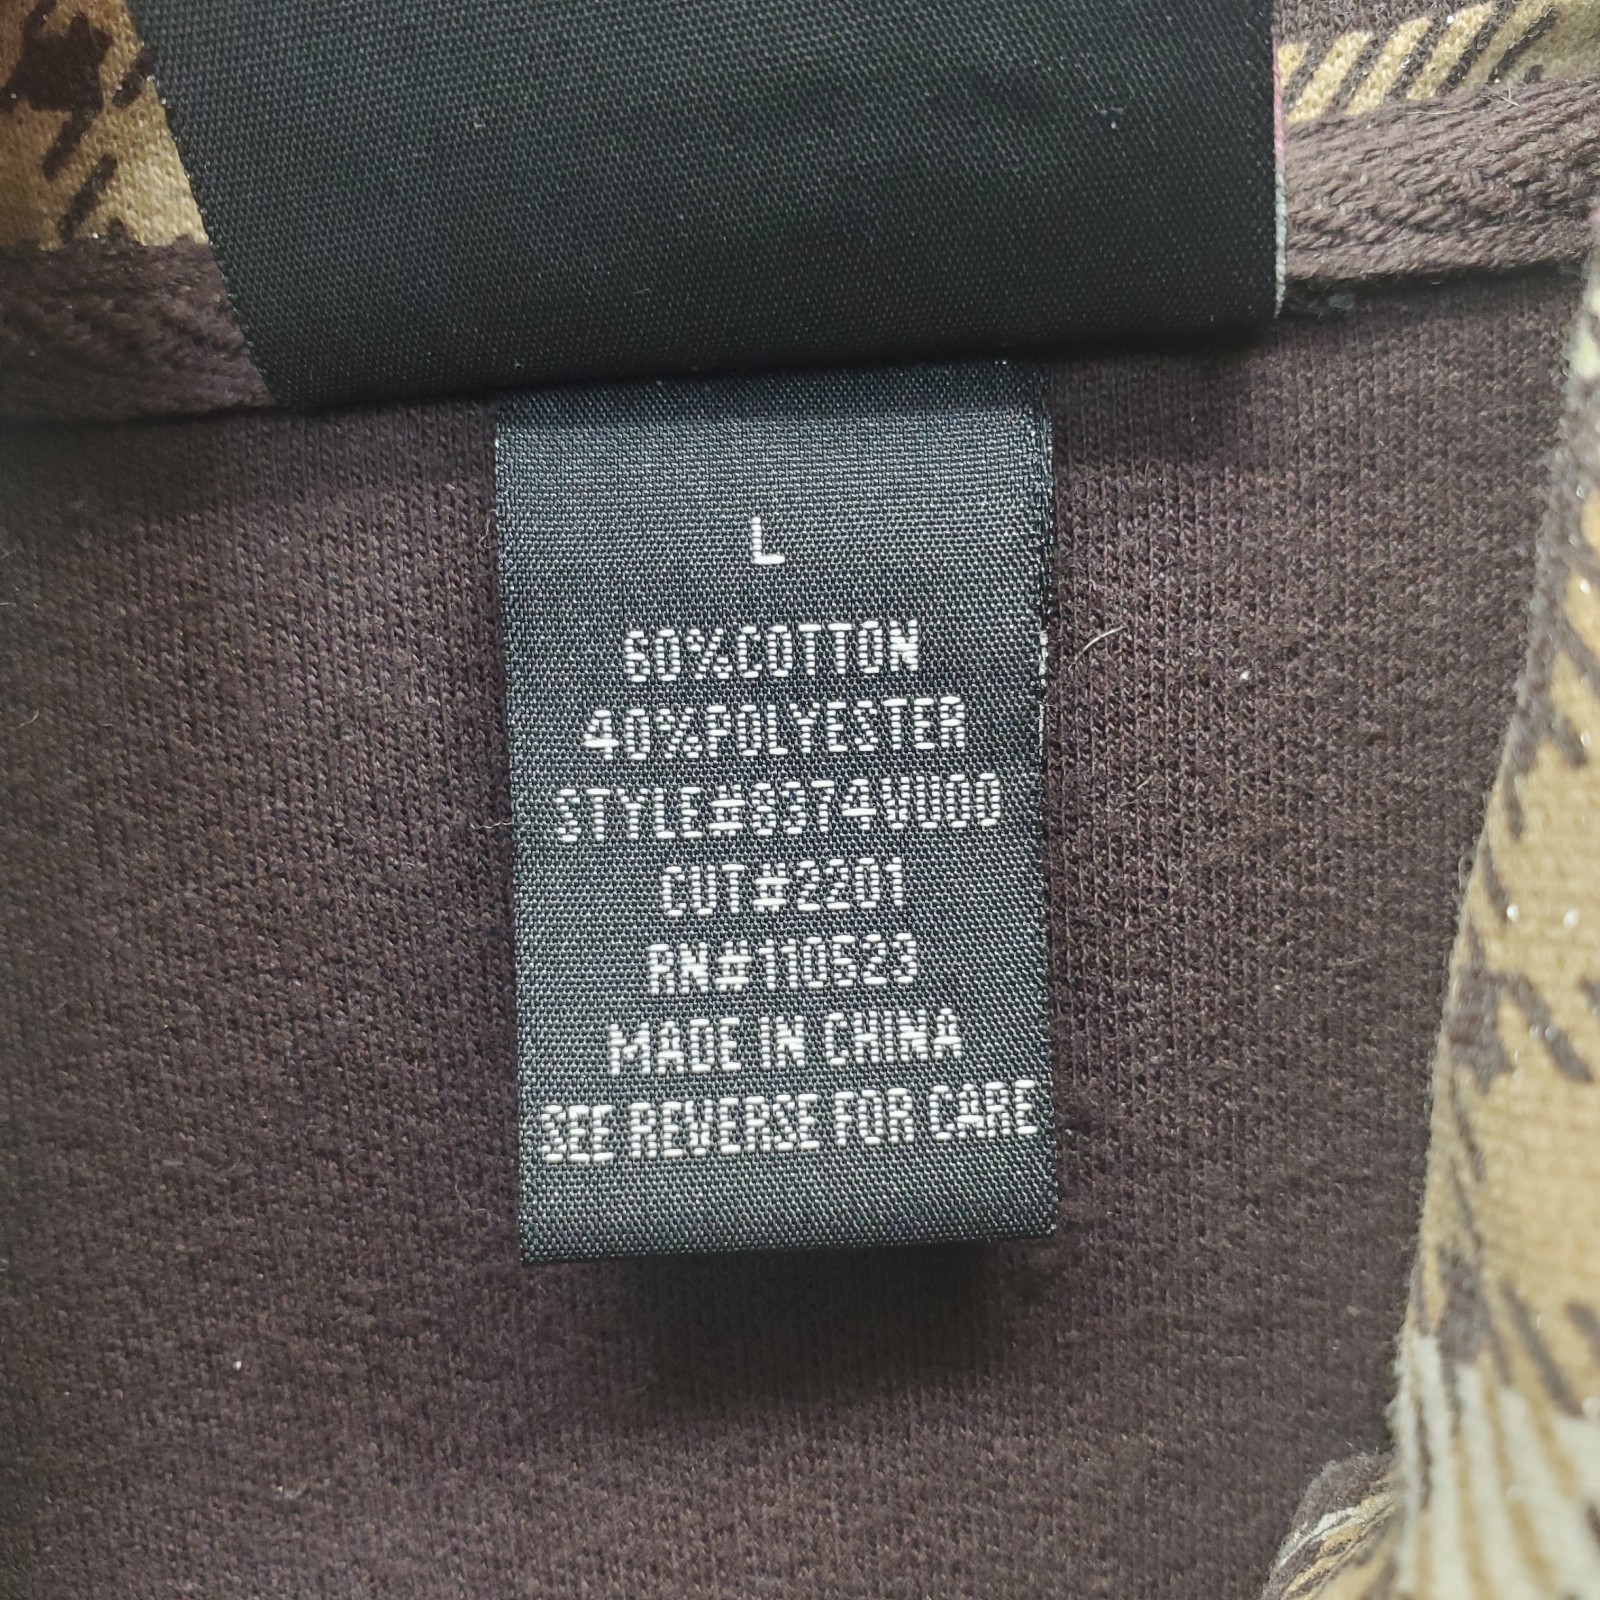 L
60%COTTON
40%POLYESTER
STYLE#8374VU00
CUT#2201
RN#110523
MADE IN CHINA
SEE REVERSE FOR CARE